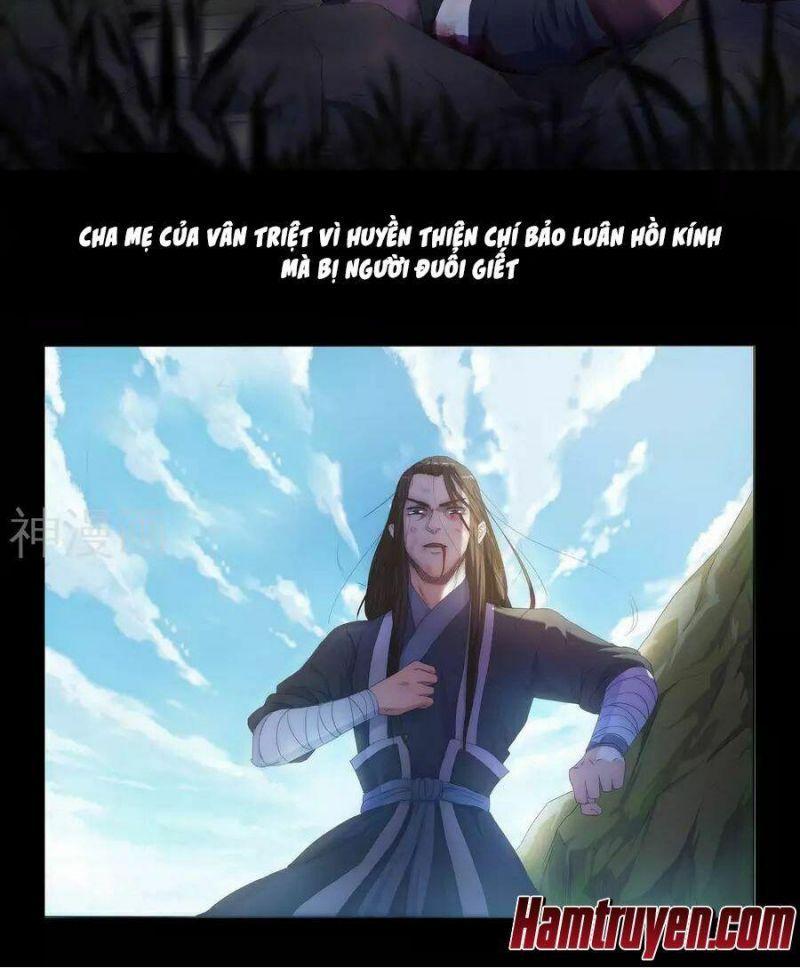 CHA MẸ CỦA VÂN TRIỆT VÌ HUYỀN THIÊN CHÍ BẢO LUÂN HỒI KÍNH
MÀ BỊ NGƯỜI ĐUỔI GIẾT
神漫画
Hamtruyen.com